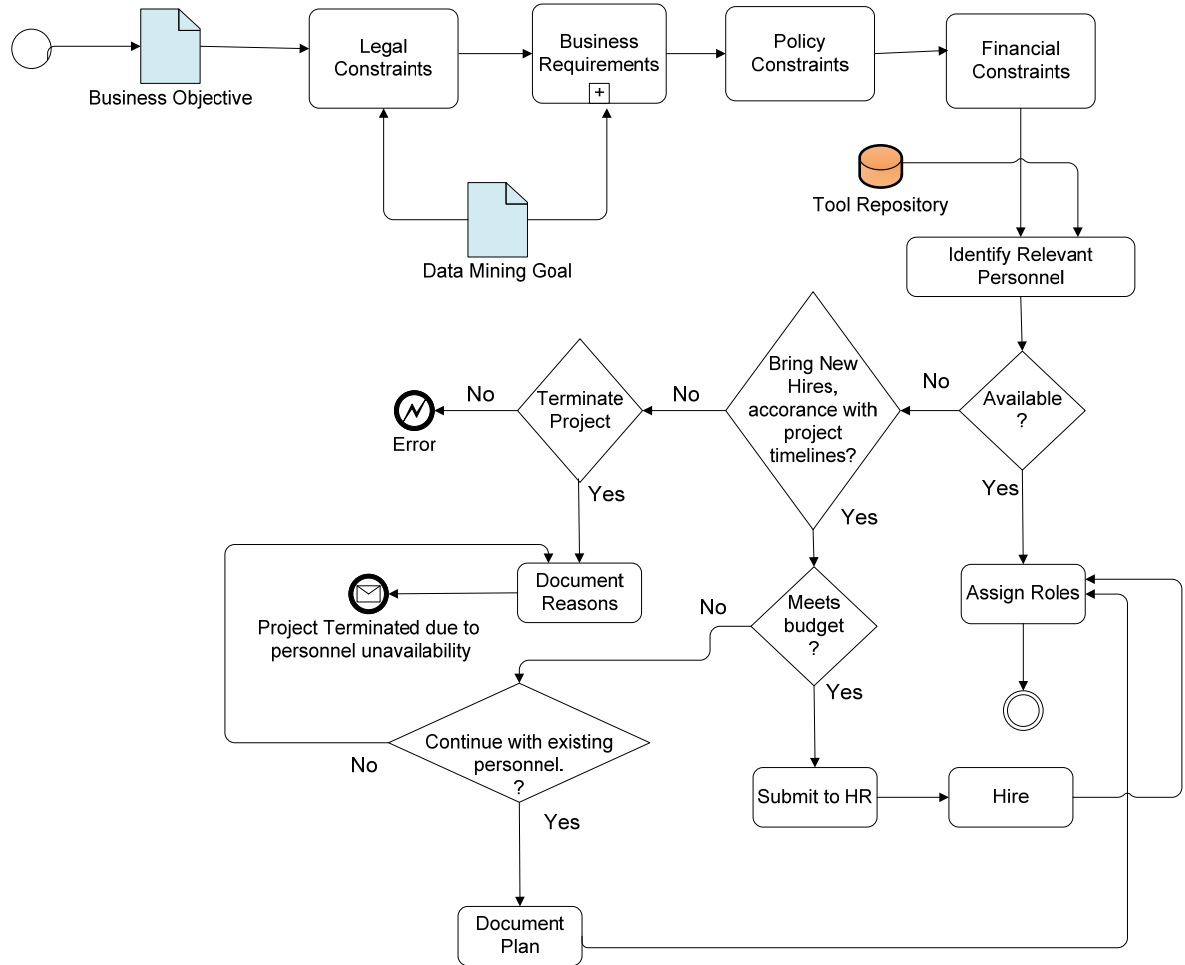 Legal
Constraints
Business
Requirements
+
Policy
Constraints
Financial
Constraints
Business Objective
Tool Repository
Data Mining Goal
Identify Relevant
Personnel
Bring New
Hires,
accorance with
project
timelines?
No
Available
?
No
Terminate
Project
No
Error
Yes
Yes
Yes
Document
Reasons
Project Terminated due to
personnel unavailability
No
Meets
budget
?
Assign Roles
Yes
Continue with existing
personnel.
?
No
Yes
Submit to HR
Hire
Document
Plan